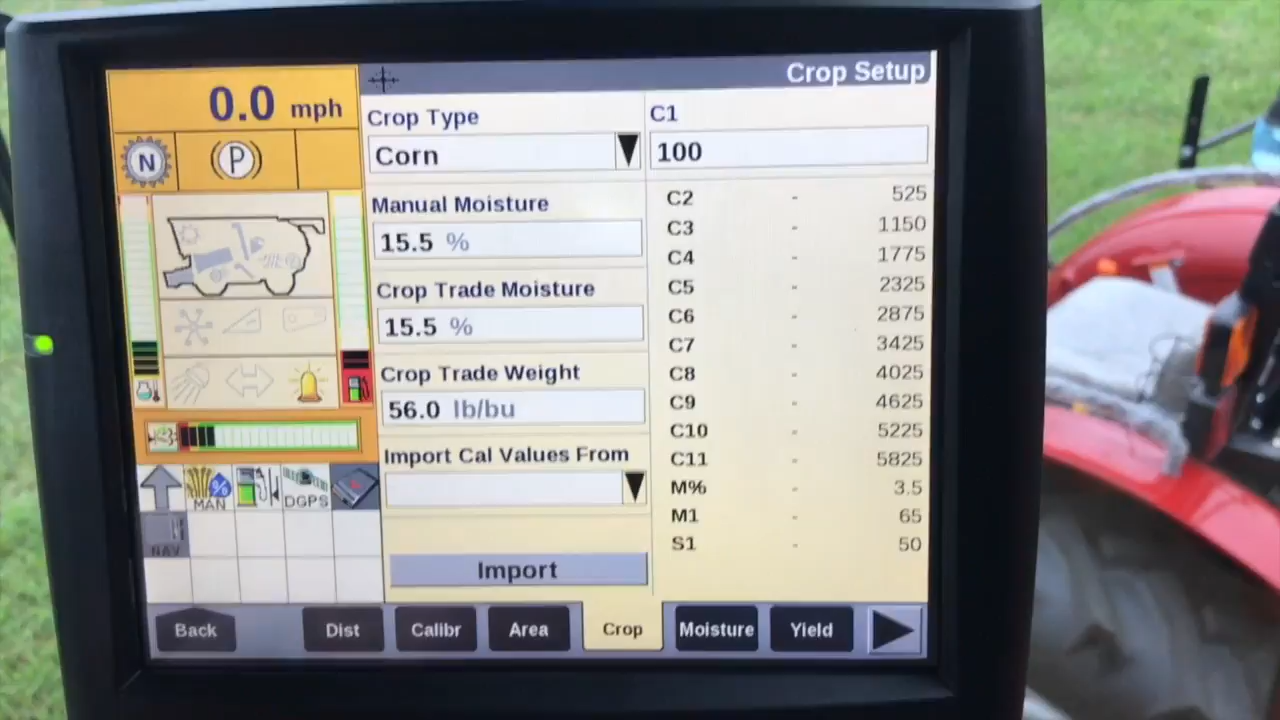 Crop Setup
0.0 mph
N
P
MAN
DGPS
NAV
Crop Type
Corn
Manual Moisture
15.5 %
Crop Trade Moisture
15.5 %
Crop Trade Weight
56.0 lb/bu
Import Cal Values From
Import
C1
100
C2 - 525
C3 - 1150
C4 - 1775
C5 - 2325
C6 - 2875
C7 - 3425
C8 - 4025
C9 - 4625
C10 - 5225
C11 - 5825
M% - 3.5
M1 - 65
S1 - 50
Back
Dist
Calibr
Area
Crop
Moisture
Yield